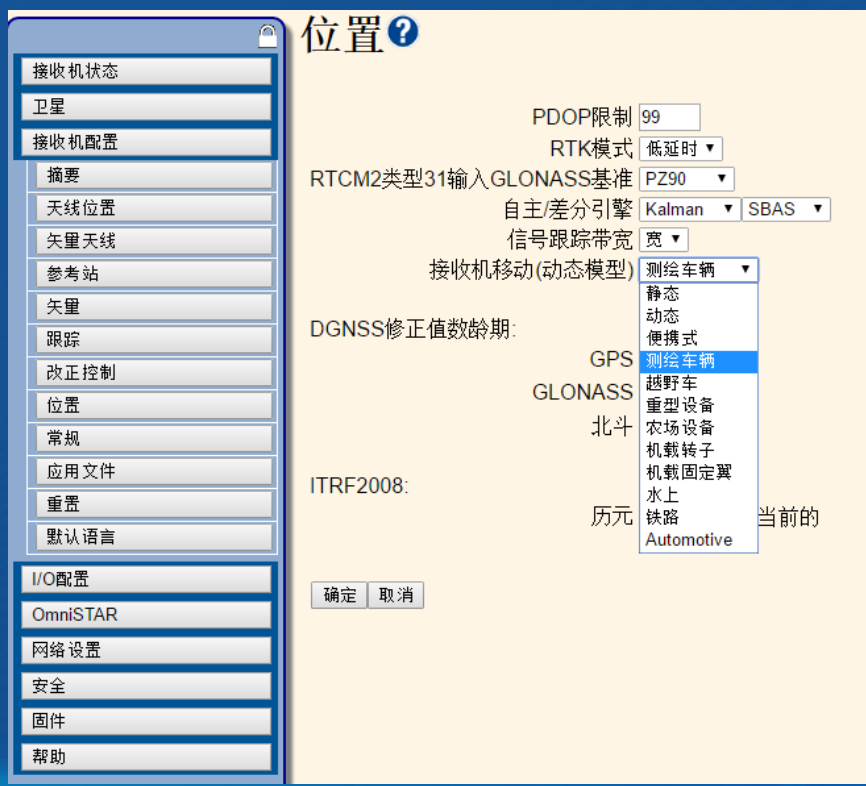 位置
接收机状态
卫星
接收机配置
摘要
天线位置
矢量天线
参考站
矢量
跟踪
改正控制
位置
常规
应用文件
重置
默认语言
I/O配置
OmniSTAR
网络设置
安全
固件
帮助
PDOP限制 99
RTK模式 低延时
RTCM2类型31输入GLONASS基准 PZ90
自主/差分引擎 Kalman SBAS
信号跟踪带宽 宽
接收机移动(动态模型) 测绘车辆
静态
动态
便携式
测绘车辆
越野车
重型设备
农场设备
机载转子
机载固定翼
水上
铁路
Automotive
DGNSS修正值数龄期:
GPS
GLONASS
北斗
ITRF2008:
历元 当前的
确定 取消